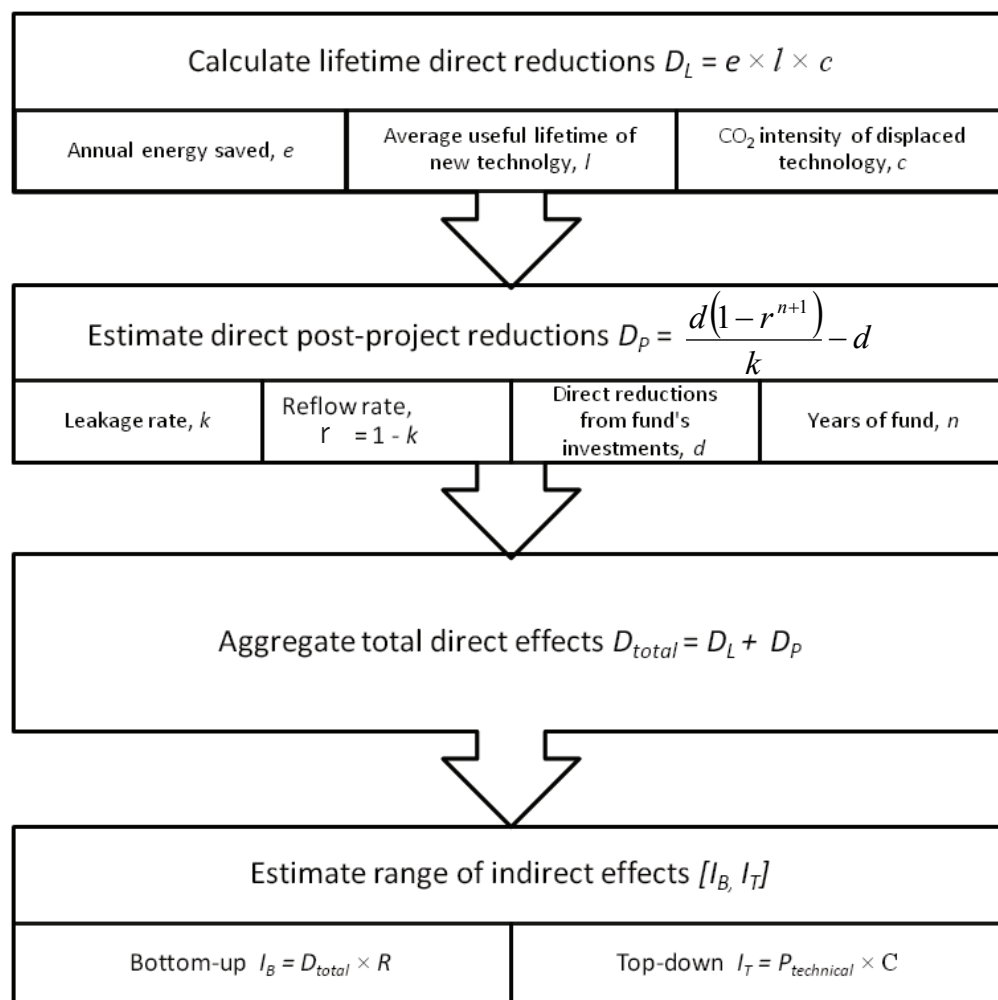 Calculate lifetime direct reductions D_L = e × l × c
Annual energy saved, e
Average useful lifetime of
new technolgy, l
CO₂ intensity of displaced
technology, c
Estimate direct post-project reductions D_P = \frac{d(1-r^{n+1})}{k} - d
Leakage rate, k
Reflow rate,
r = 1 - k
Direct reductions
from fund's
investments, d
Years of fund, n
Aggregate total direct effects D_total = D_L + D_P
Estimate range of indirect effects [I_B, I_T]
Bottom-up I_B = D_total × R
Top-down I_T = P_technical × C